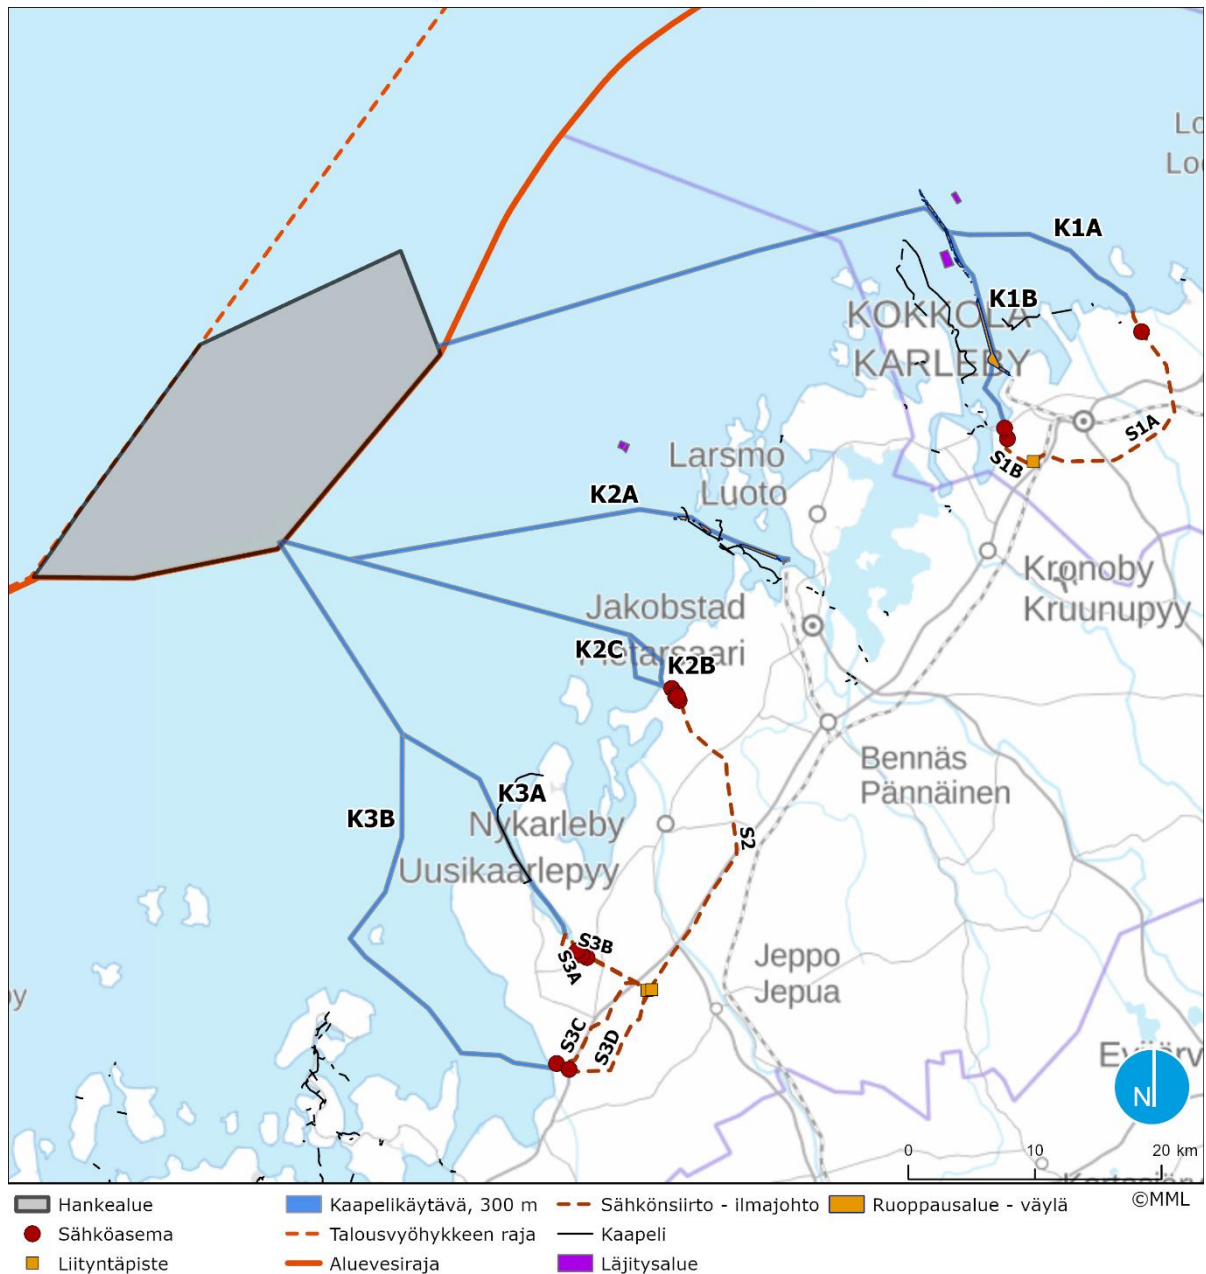 Lo
Loc
K1A
K1B
KOKKOLA
KARLEBY
S1A
S1B
Larsmo
Luoto
K2A
Kronoby
Kruunupyy
Jakobstad
Pietarsaari
K2C
K2B
Bennäs
Pännäinen
K3A
K3B
Nykarleby
Uusikaarlepyy
S2
S3B
S3A
Jeppo
Jepua
S3C
S3D
N
0 10 20 km
©MML
Hankealue
Kaapelikäytävä, 300 m
Sähkönsiirto - ilmajohto
Ruoppausalue - väylä
Sähköasema
Talousvyöhykkeen raja
Kaapeli
Liityntäpiste
Aluevesiraja
Läjitysalue